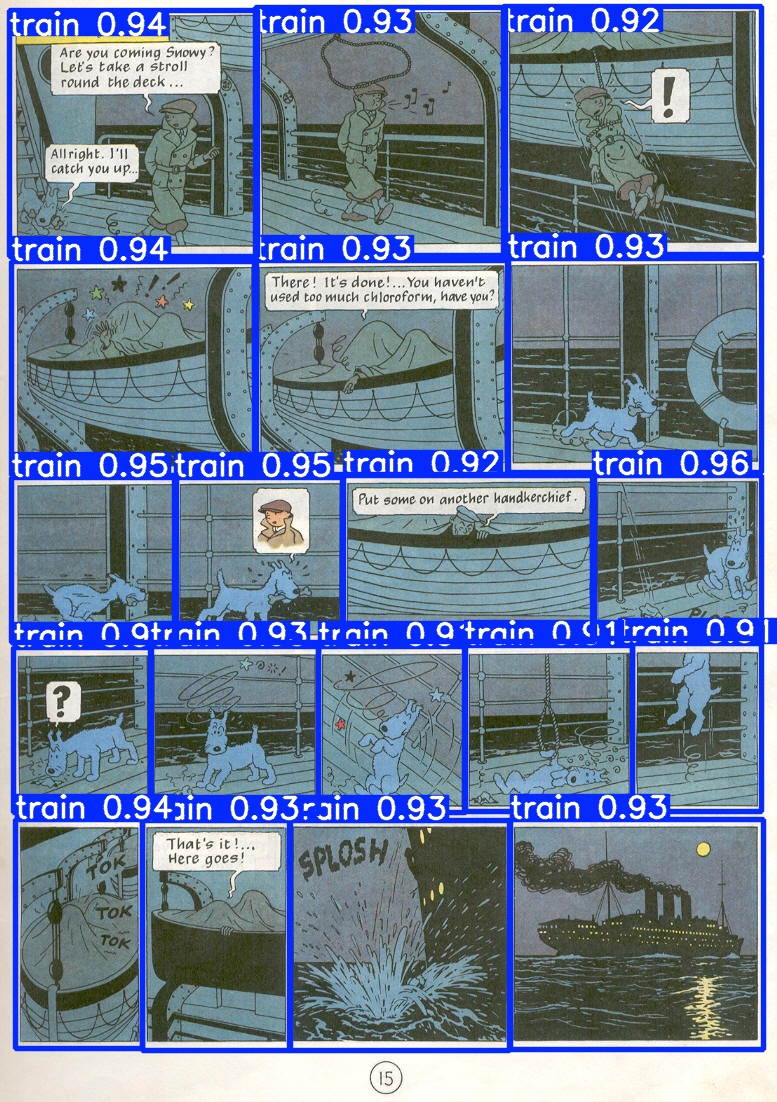 train 0.94
train 0.93
train 0.92
Are you coming Snowy?
Let's take a stroll
round the deck...
All right. I'll
catch you up...
!
train 0.94
train 0.93
train 0.93
!!
There! It's done!...You haven't
used too much chloroform, have you?
train 0.95
train 0.95
train 0.92
train 0.96
Put some on another handkerchief.
train 0.93
train 0.91
?
train 0.94
train 0.93
That's it!...
Here goes!
TOK
TOK
TOK
SPLOSH
15